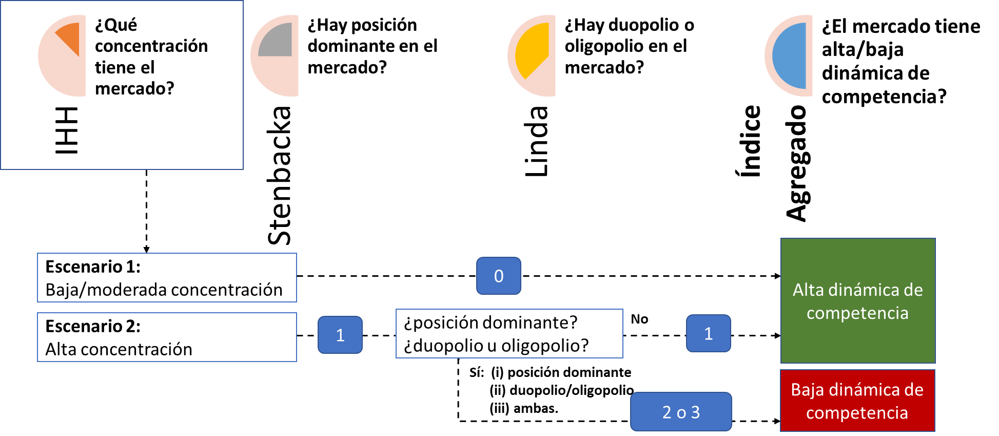 ¿Qué
concentración
tiene el
mercado?
IHH
¿Hay posición
dominante en el
mercado?
Stenbacka
¿Hay duopolio o
oligopolio en el
mercado?
Linda
¿El mercado tiene
alta/baja
dinámica de
competencia?
Índice
Agregado
Escenario 1:
Baja/moderada concentración
0
Alta dinámica de
competencia
Escenario 2:
Alta concentración
1
¿posición dominante?
¿duopolio u oligopolio?
No
1
Sí: (i) posición dominante
(ii) duopolio/oligopolio
(iii) ambas.
2 o 3
Baja dinámica de
competencia